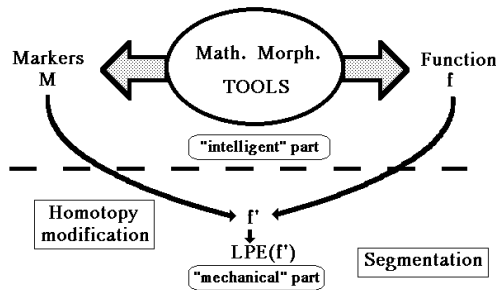 Markers
M
Math. Morph.
TOOLS
Function
f
"intelligent" part
Homotopy
modification
f'
LPE(f')
"mechanical" part
Segmentation